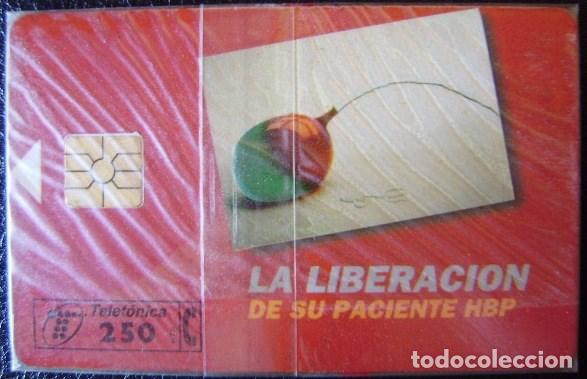 LA LIBERACION
DE SU PACIENTE HBP
Telefónica
250
todocoleccion